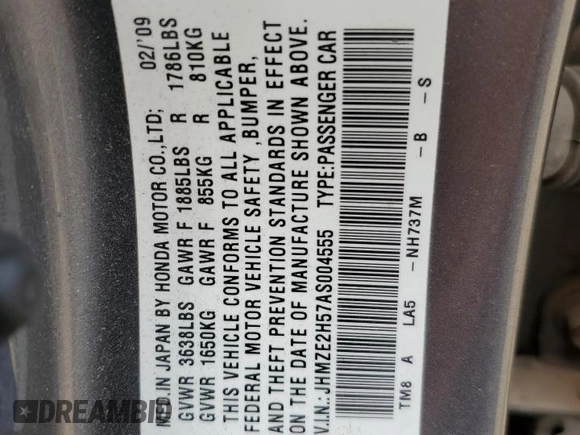 MFD. IN JAPAN BY HONDA MOTOR CO., LTD; 02/'09
GVWR 3638LBS GAWR F 1885LBS R 1786LBS
GVWR 1650KG GAWR F 855KG R 810KG
THIS VEHICLE CONFORMS TO ALL APPLICABLE
FEDERAL MOTOR VEHICLE SAFETY ,BUMPER,
AND THEFT PREVENTION STANDARDS IN EFFECT
ON THE DATE OF MANUFACTURE SHOWN ABOVE.
V.I.N.: JHMZE2H57AS004555 TYPE:PASSENGER CAR
TM8 A LA5 -NH737M -B -S
DREAMBID